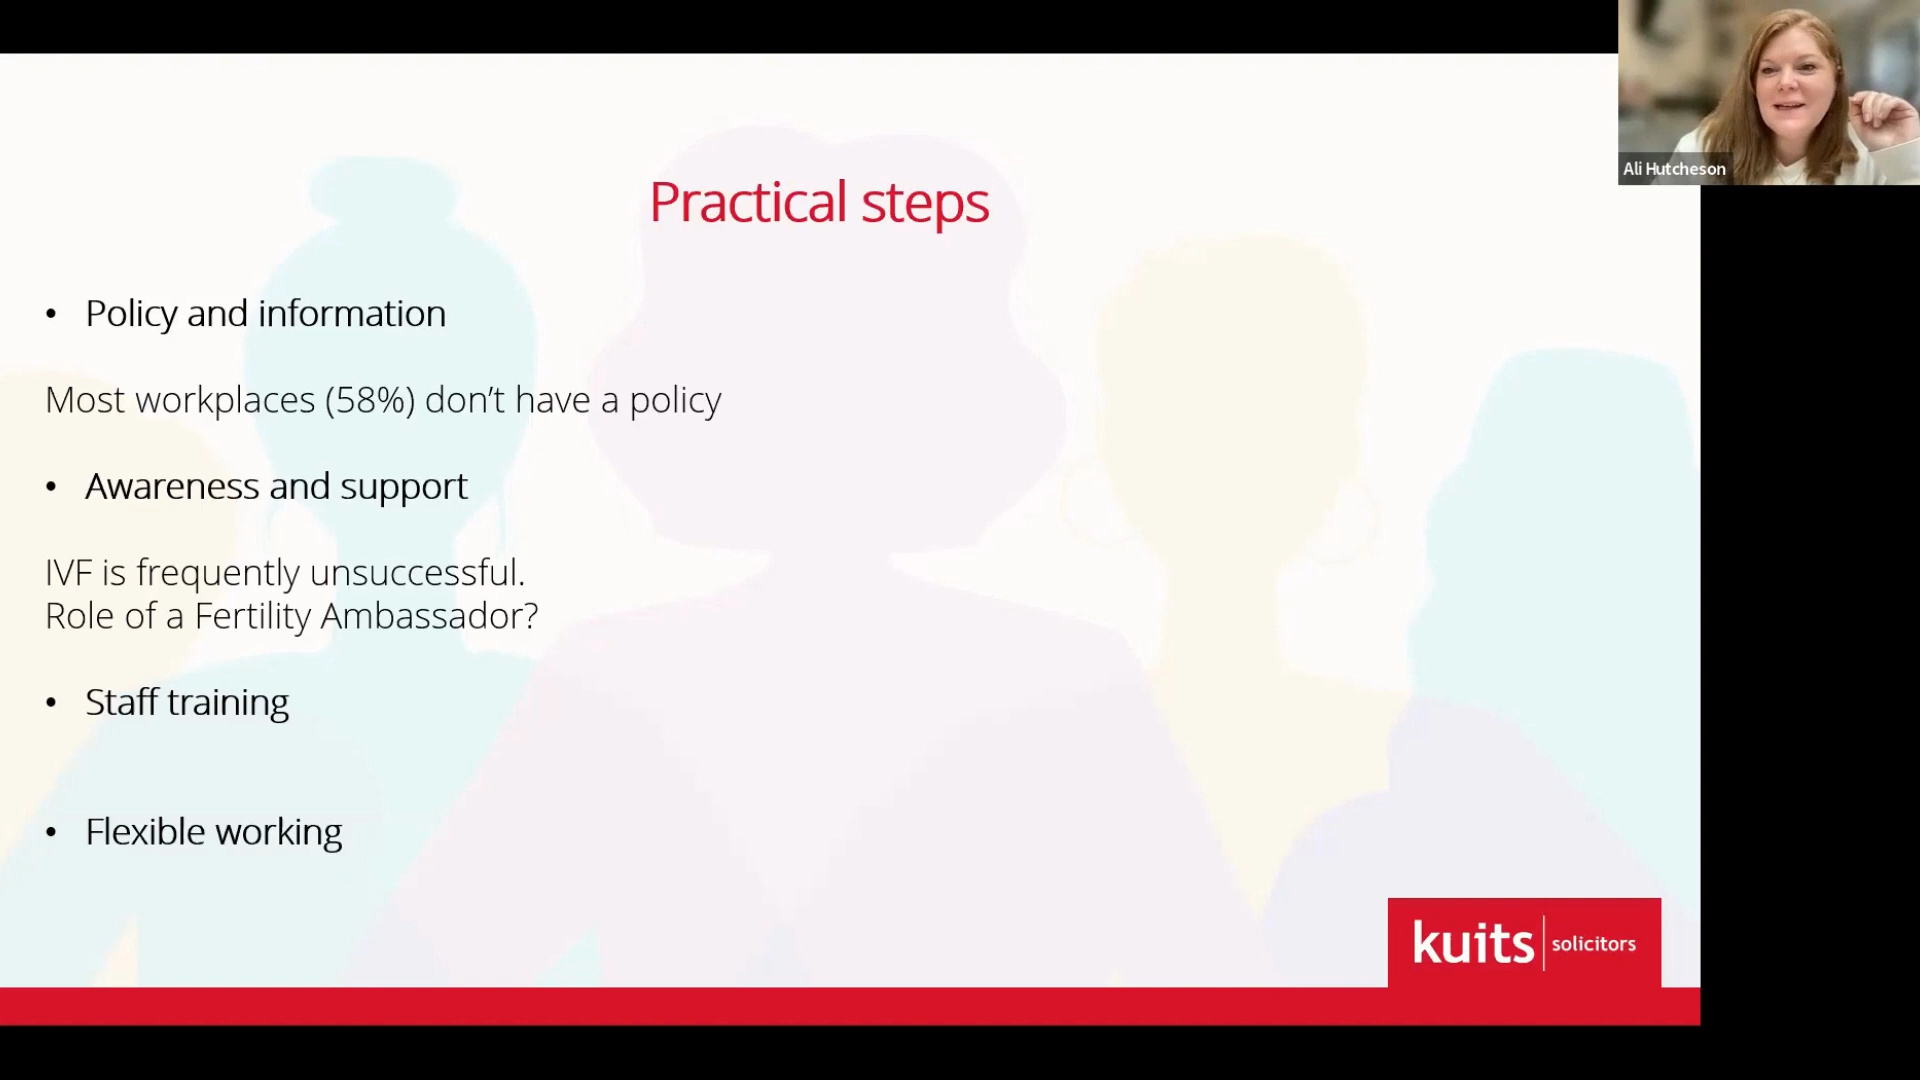 Ali Hutcheson
Practical steps
• Policy and information
Most workplaces (58%) don’t have a policy
• Awareness and support
IVF is frequently unsuccessful.
Role of a Fertility Ambassador?
• Staff training
• Flexible working
kuits solicitors